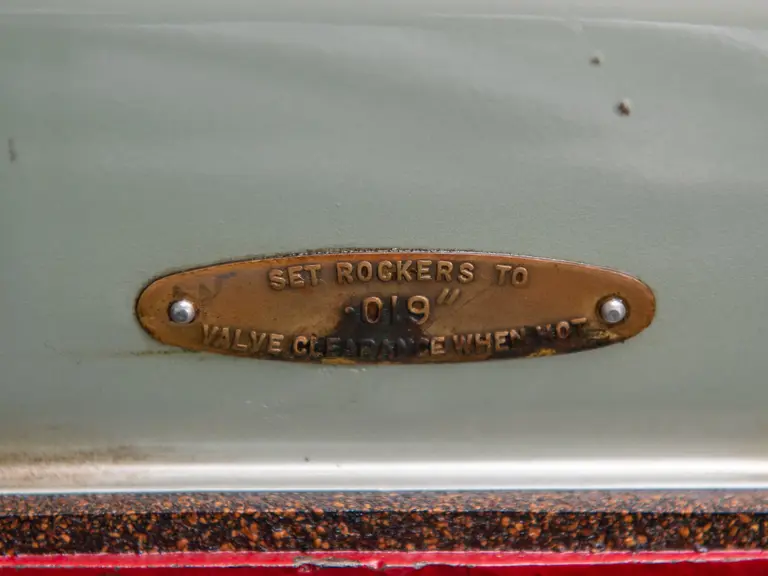 SET ROCKERS TO
·019"
VALVE CLEARANCE WHEN HOT